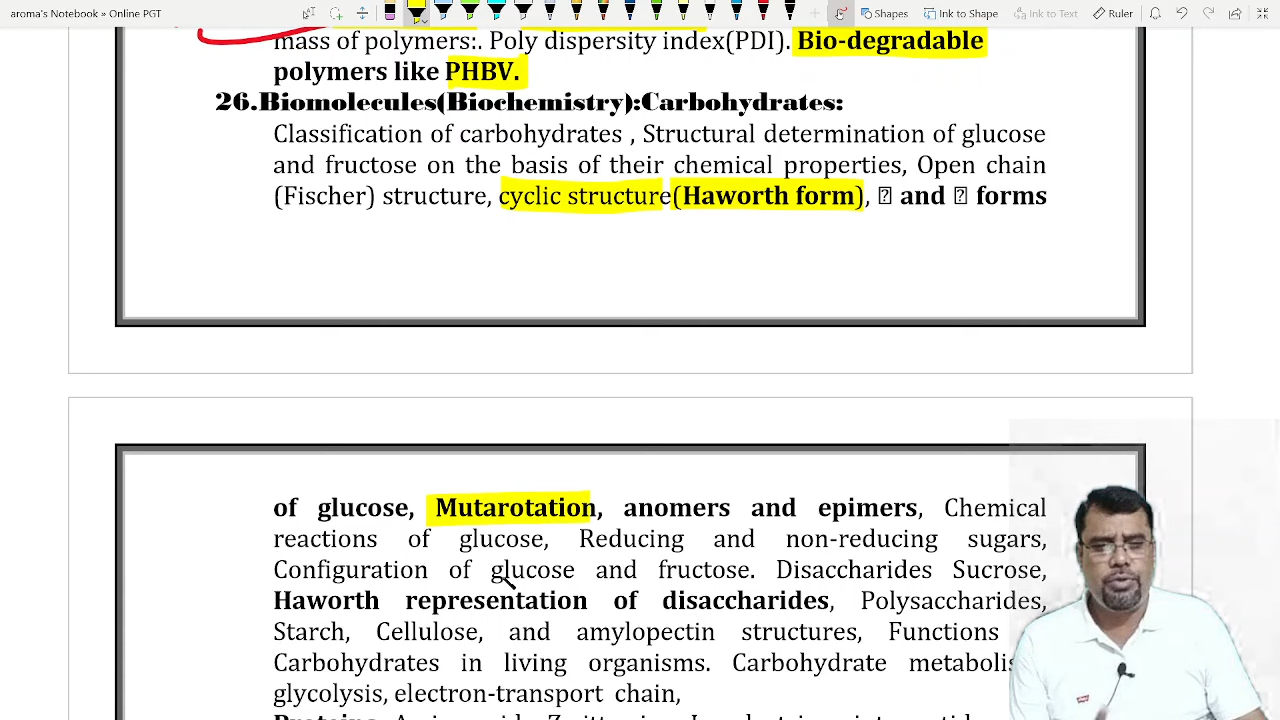 aroma's Notebook » Online PDF
Shapes
Ink to Shape
Ink to Text
Ruler
mass of polymers:. Poly dispersity index(PDI). Bio-degradable
polymers like PHBV.
26.Biomolecules(Biochemistry):Carbohydrates:
Classification of carbohydrates , Structural determination of glucose
and fructose on the basis of their chemical properties, Open chain
(Fischer) structure, cyclic structure(Haworth form), and forms
of glucose, Mutarotation, anomers and epimers, Chemical
reactions of glucose, Reducing and non-reducing sugars,
Configuration of glucose and fructose. Disaccharides Sucrose,
Haworth representation of disaccharides, Polysaccharides,
Starch, Cellulose, and amylopectin structures, Functions
Carbohydrates in living organisms. Carbohydrate
glycolysis, electron-transport chain,